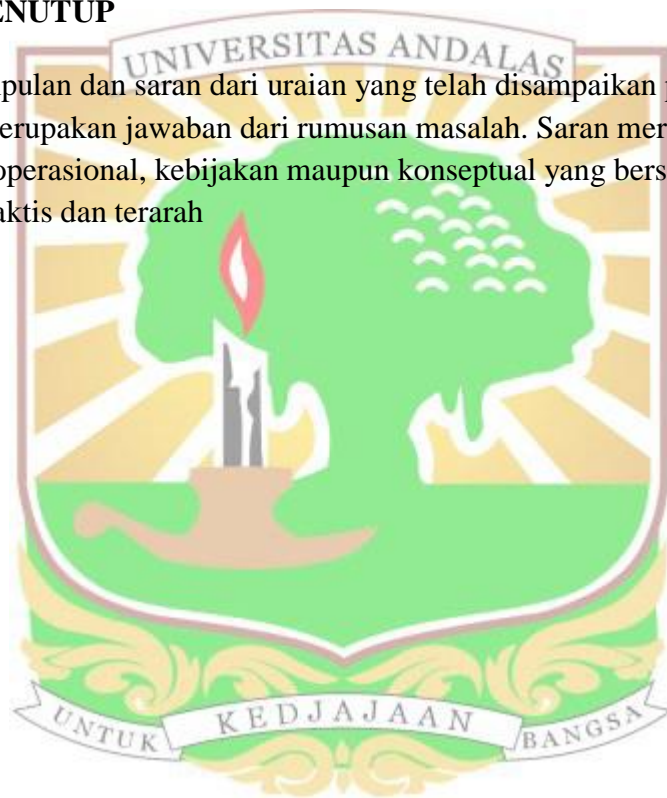 ENUTUP
UNIVERSITAS ANDALAS
pulan dan saran dari uraian yang telah disampaikan
erupakan jawaban dari rumusan masalah. Saran mer
operasional, kebijakan maupun konseptual yang bers
aktis dan terarah
UNTUK KEDJAJAAN BANGSA